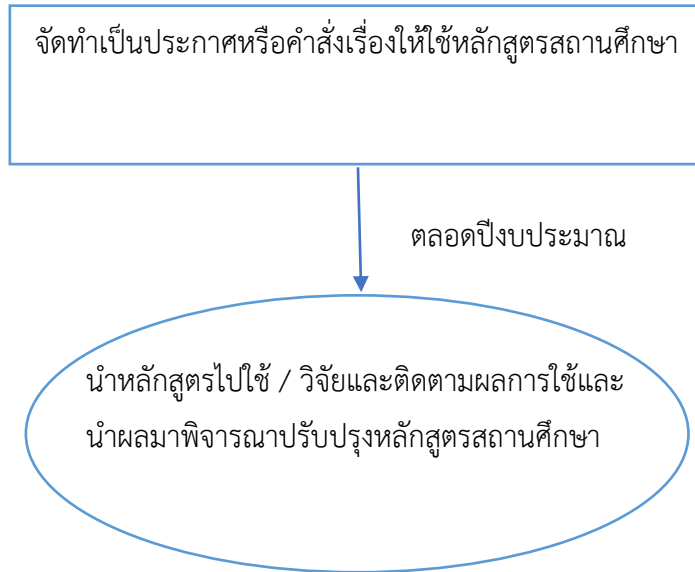 จัดทำเป็นประกาศหรือคำสั่งเรื่องให้ใช้หลักสูตรสถานศึกษา
ตลอดปีงบประมาณ
นำหลักสูตรไปใช้ / วิจัยและติดตามผลการใช้และ
นำผลมาพิจารณาปรับปรุงหลักสูตรสถานศึกษา